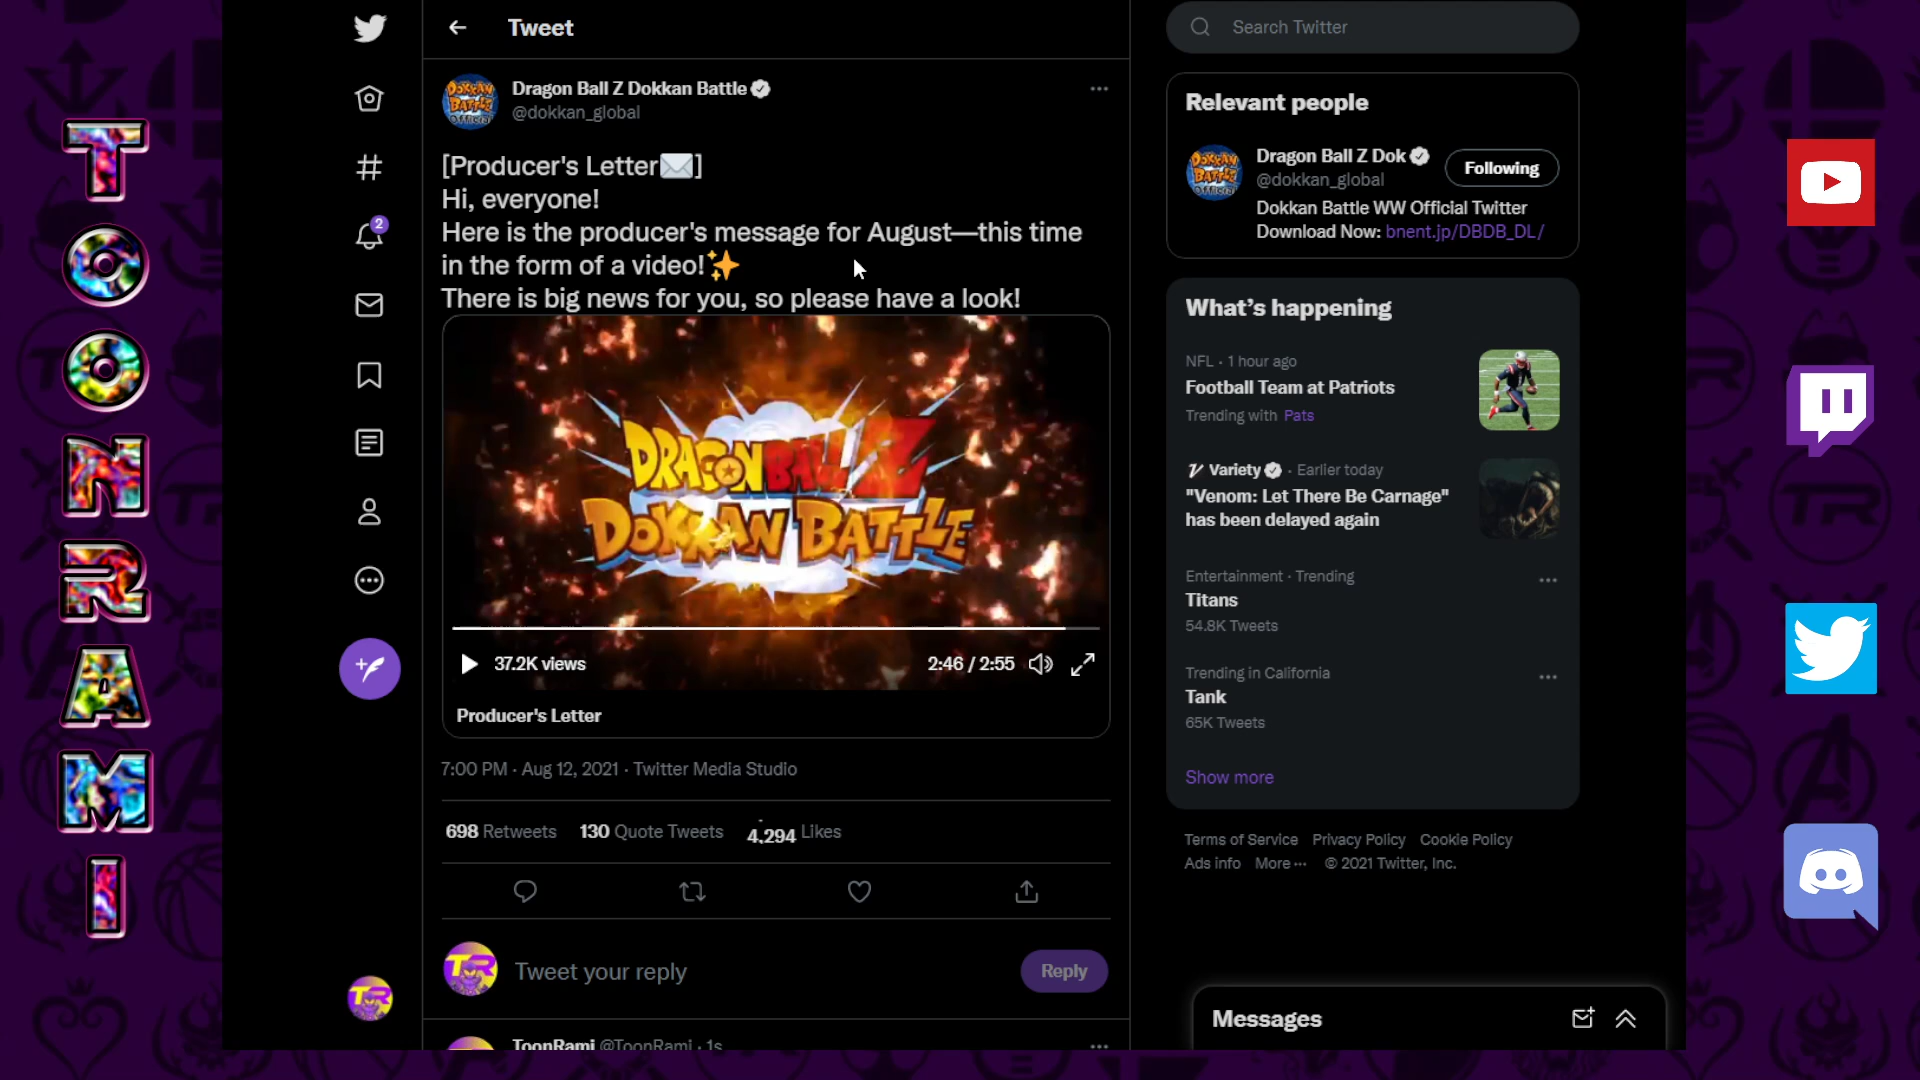 TOONRAMI
Tweet
Dragon Ball Z Dokkan Battle
@dokkan_global
[Producer's Letter✉️]
Hi, everyone!
Here is the producer's message for August—this time
in the form of a video!✨
There is big news for you, so please have a look!
DRAGON BALL Z
DOKKAN BATTLE
37.2K views
2:46 / 2:55
Producer's Letter
7:00 PM · Aug 12, 2021 · Twitter Media Studio
698 Retweets 130 Quote Tweets 4,294 Likes
TR
Tweet your reply
Reply
ToonRami @ToonRami · 1s
2
TR
Search Twitter
Relevant people
Dragon Ball Z Dok
@dokkan_global
Following
Dokkan Battle WW Official Twitter
Download Now: bnent.jp/DBDB_DL/
What's happening
NFL · 1 hour ago
Football Team at Patriots
Trending with Pats
Variety · Earlier today
"Venom: Let There Be Carnage"
has been delayed again
Entertainment · Trending
Titans
54.8K Tweets
Trending in California
Tank
65K Tweets
Show more
Terms of Service Privacy Policy Cookie Policy
Ads info More ··· © 2021 Twitter, Inc.
Messages